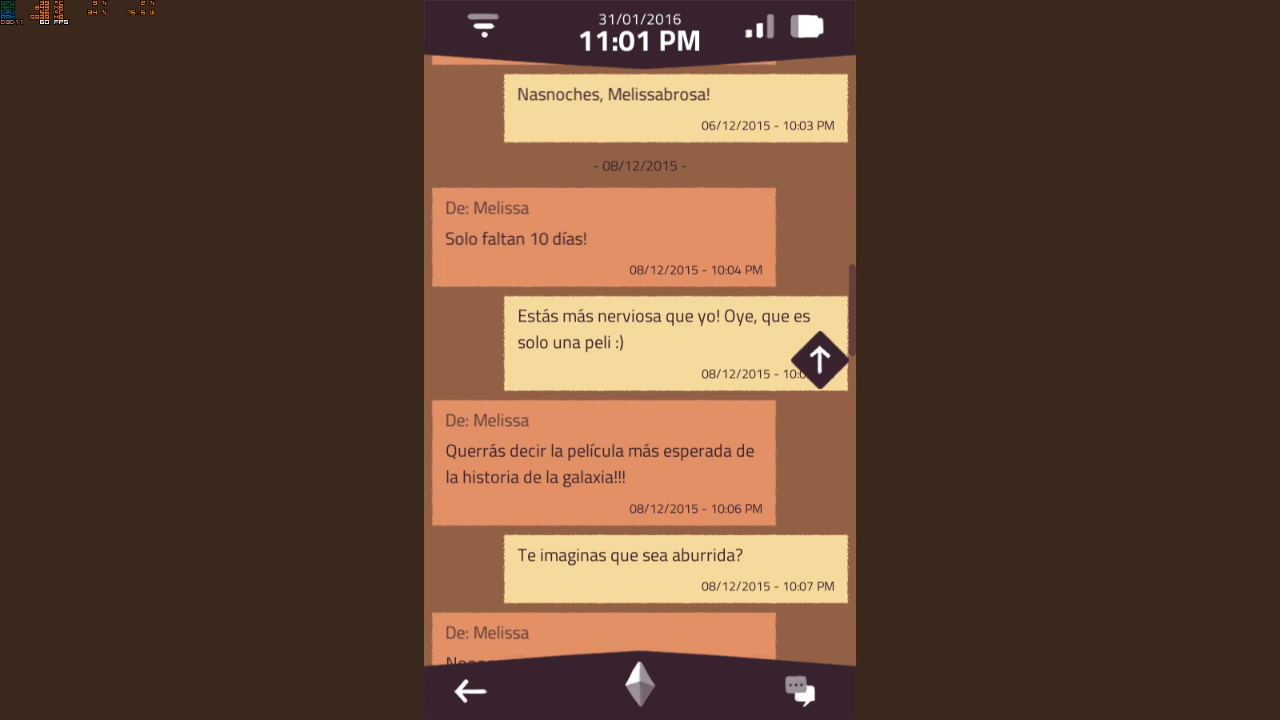 31/01/2016
11:01 PM
Nasnoches, Melissabrosa!
06/12/2015 - 10:03 PM
- 08/12/2015 -
De: Melissa
Solo faltan 10 días!
08/12/2015 - 10:04 PM
Estás más nerviosa que yo! Oye, que es
solo una peli :)
08/12/2015 - 10:0
De: Melissa
Querrás decir la película más esperada de
la historia de la galaxia!!!
08/12/2015 - 10:06 PM
Te imaginas que sea aburrida?
08/12/2015 - 10:07 PM
De: Melissa